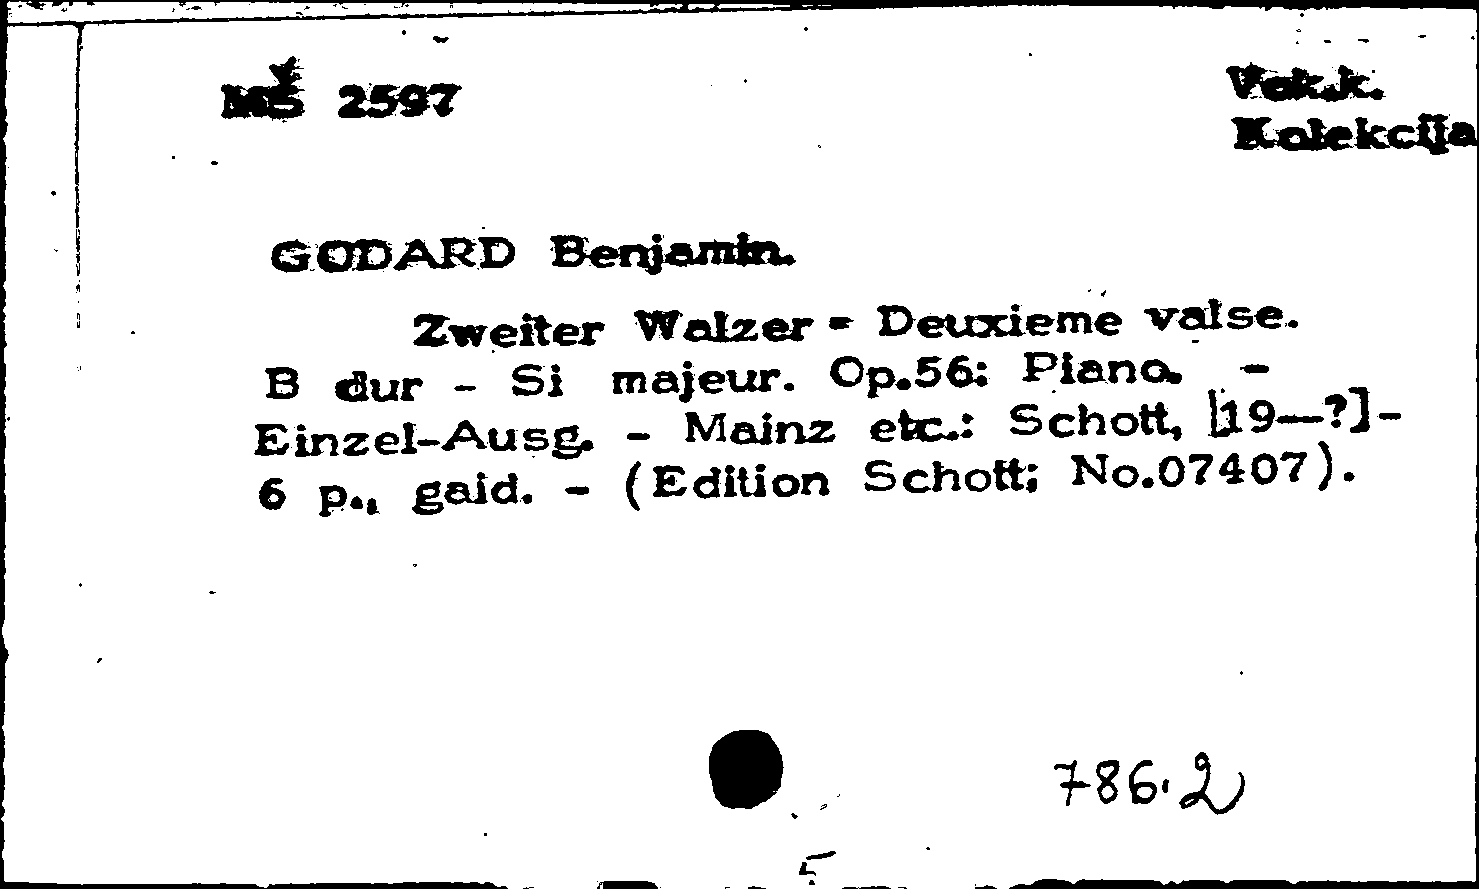 MŠ 2597
Vok.k.
Kolekcija
GODARD Benjamin.
Zweiter Walzer = Deuxieme valse.
B dur - Si majeur. Op.56: Piano. -
Einzel-Ausg. - Mainz etc.: Schott, [19—?]-
6 p., gaid. - (Edition Schott; No.07407).
786.2
5